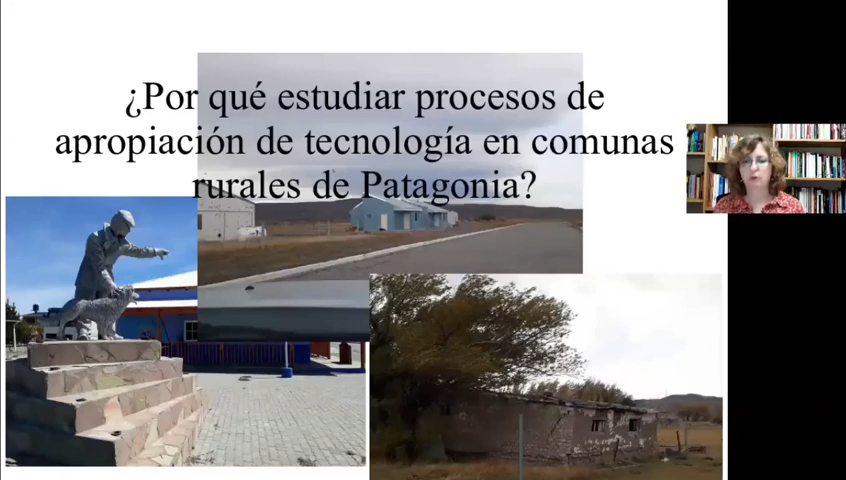 ¿Por qué estudiar procesos de
apropiación de tecnología en comunas
rurales de Patagonia?